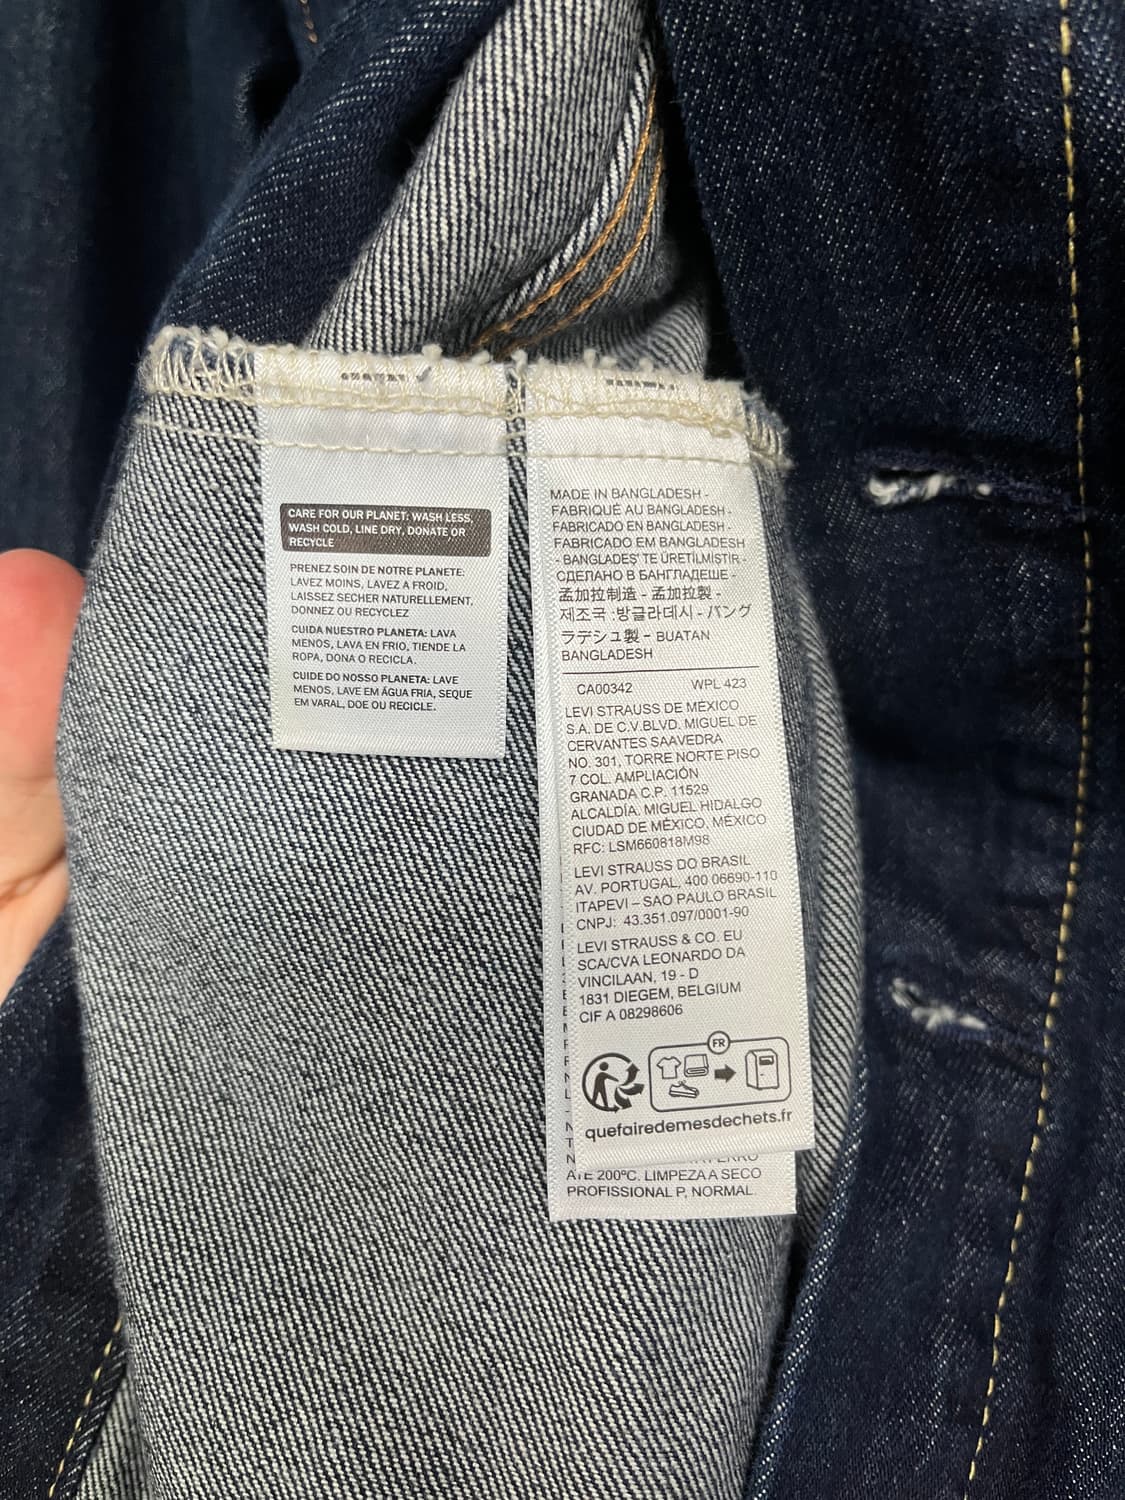 CARE FOR OUR PLANET: WASH LESS,
WASH COLD, LINE DRY, DONATE OR
RECYCLE
PRENEZ SOIN DE NOTRE PLANETE:
LAVEZ MOINS, LAVEZ A FROID,
LAISSEZ SECHER NATURELLEMENT,
DONNEZ OU RECYCLEZ
CUIDA NUESTRO PLANETA: LAVA
MENOS, LAVA EN FRIO, TIENDE LA
ROPA, DONA O RECICLA.
CUIDE DO NOSSO PLANETA: LAVE
MENOS, LAVE EM ÁGUA FRIA, SEQUE
EM VARAL, DOE OU RECICLE.
MADE IN BANGLADESH -
FABRIQUÉ AU BANGLADESH -
FABRICADO EN BANGLADESH -
FABRICADO EM BANGLADESH
- BANGLADEŞ' TE ÜRETİLMİŞTİR -
СДЕЛАНО В БАНГЛАДЕШЕ -
孟加拉制造 - 孟加拉製 -
제조국 :방글라데시 - バング
ラデシュ製 - BUATAN
BANGLADESH
CA00342 WPL 423
LEVI STRAUSS DE MÉXICO
S.A. DE C.V.BLVD. MIGUEL DE
CERVANTES SAAVEDRA
NO. 301, TORRE NORTE PISO
7 COL. AMPLIACIÓN
GRANADA C.P. 11529
ALCALDÍA. MIGUEL HIDALGO
CIUDAD DE MÉXICO, MÉXICO
RFC: LSM660818M98
LEVI STRAUSS DO BRASIL
AV. PORTUGAL, 400 06690-110
ITAPEVI – SAO PAULO BRASIL
CNPJ: 43.351.097/0001-90
LEVI STRAUSS & CO. EU
SCA/CVA LEONARDO DA
VINCILAAN, 19 - D
1831 DIEGEM, BELGIUM
CIF A 08298606
FR
quefairedemesdechets.fr
ATÉ 200ºC. LIMPEZA A SECO
PROFISSIONAL P, NORMAL.